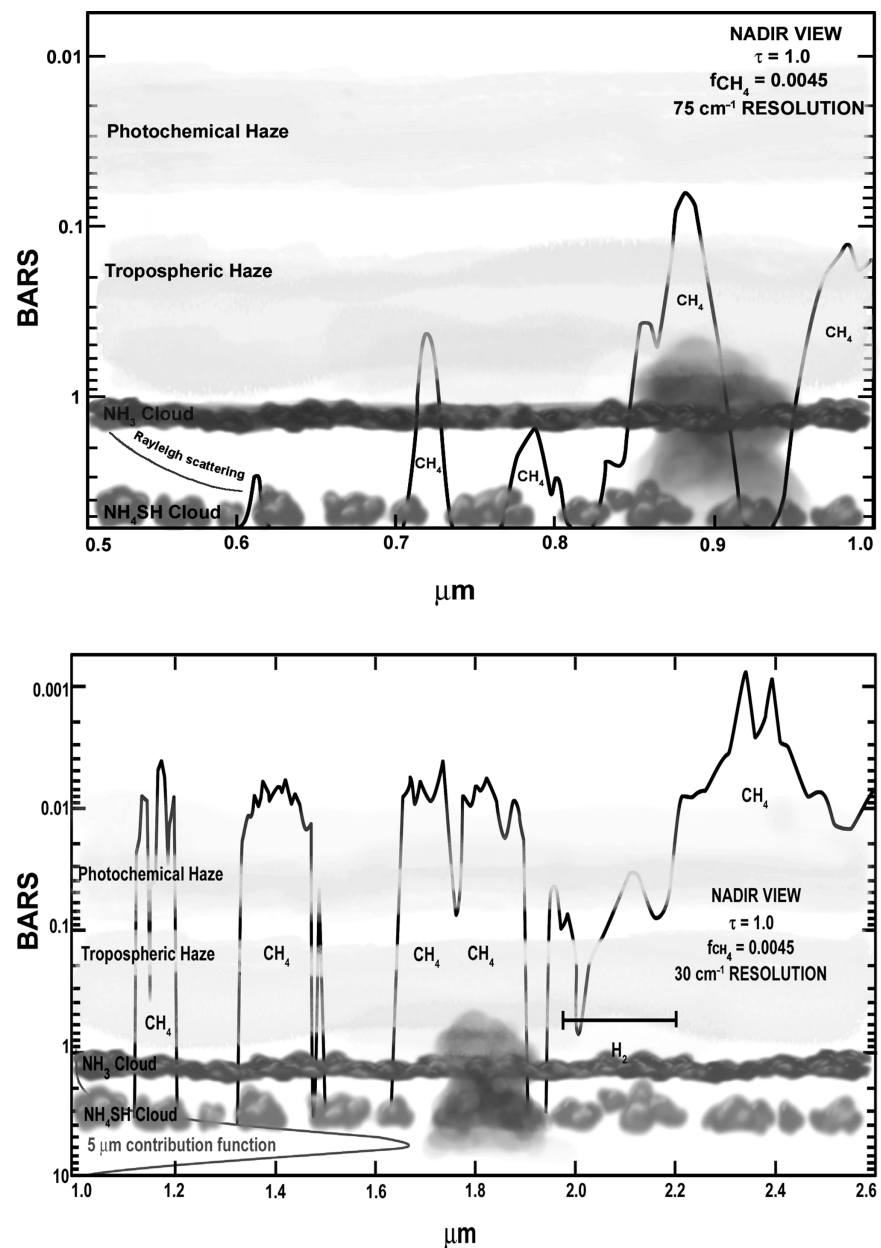 NADIR VIEW
τ = 1.0
fCH₄ = 0.0045
75 cm⁻¹ RESOLUTION
0.01
Photochemical Haze
0.1
BARS
Tropospheric Haze
CH₄
CH₄
1
NH₃ Cloud
Rayleigh scattering
CH₄
CH₄
NH₄SH Cloud
0.5 0.6 0.7 0.8 0.9 1.0
μm
0.001
CH₄
0.01
Photochemical Haze
BARS
NADIR VIEW
τ = 1.0
fCH₄ = 0.0045
30 cm⁻¹ RESOLUTION
0.1
Tropospheric Haze
CH₄
CH₄
CH₄
CH₄
1
H₂
NH₃ Cloud
NH₄SH Cloud
5 μm contribution function
10
1.0 1.2 1.4 1.6 1.8 2.0 2.2 2.4 2.6
μm